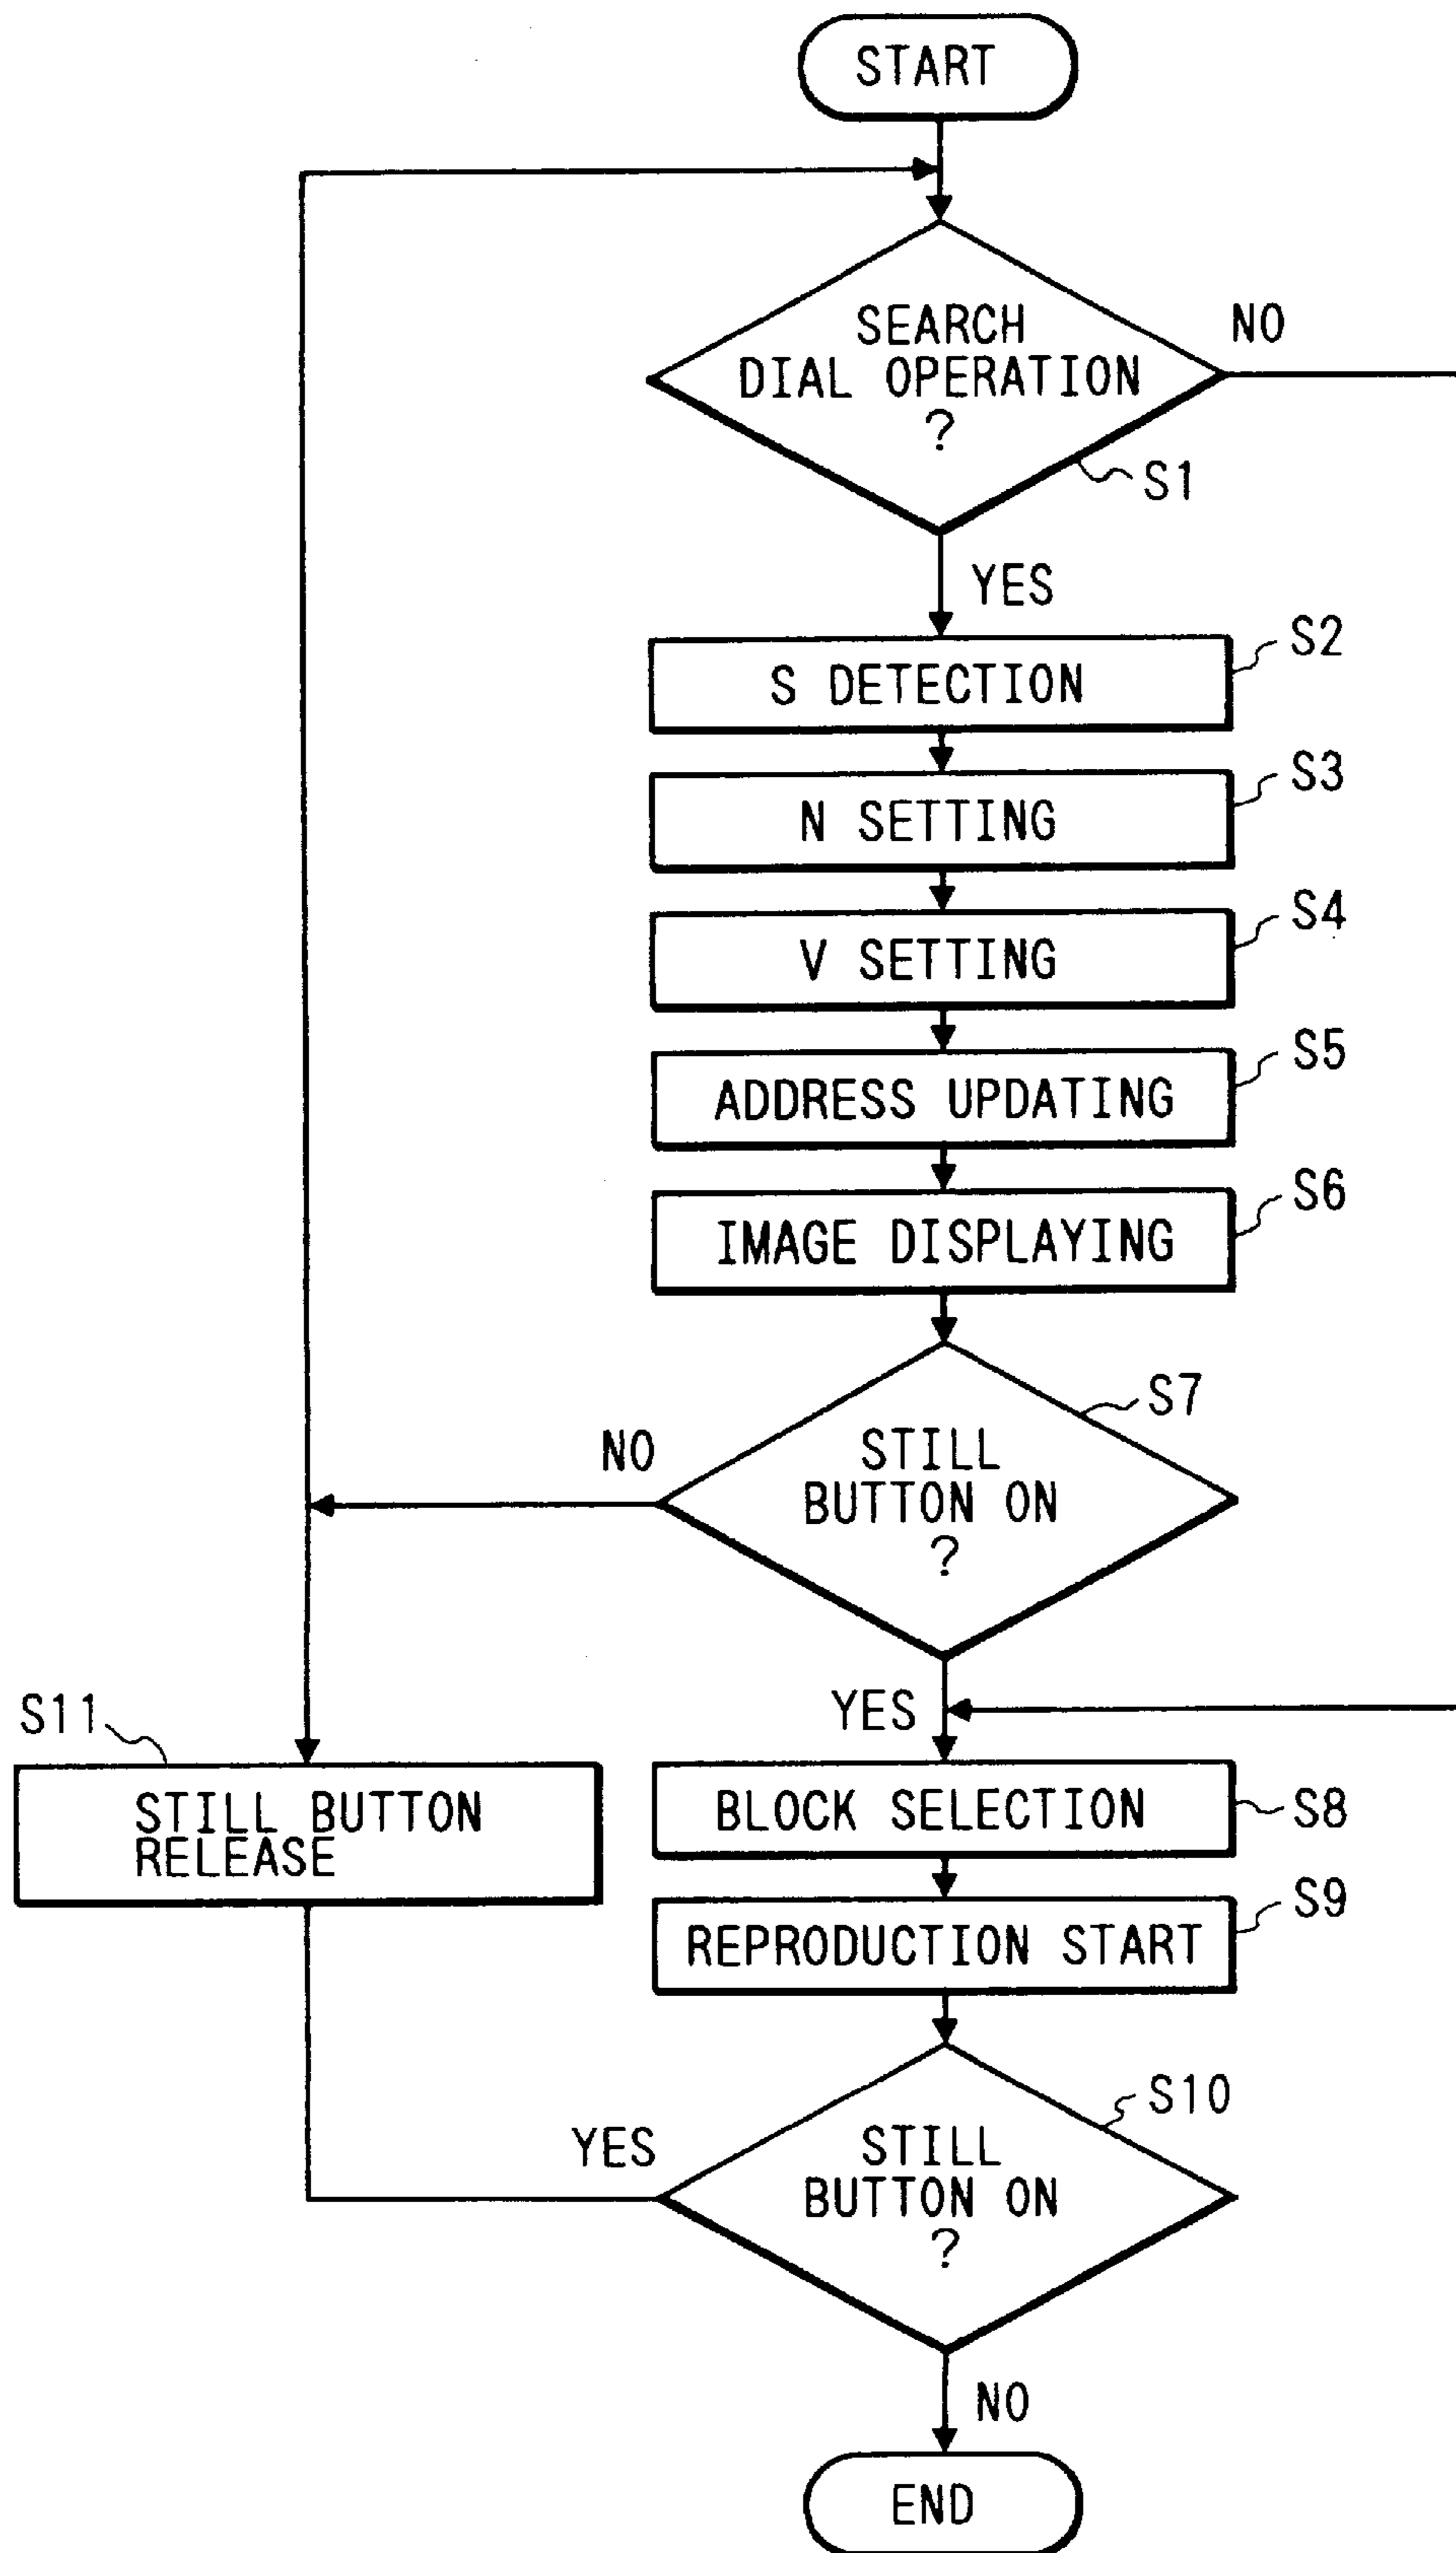 START
SEARCH
DIAL OPERATION
?
NO
S1
YES
S2
S DETECTION
S3
N SETTING
S4
V SETTING
S5
ADDRESS UPDATING
S6
IMAGE DISPLAYING
S7
STILL
BUTTON ON
?
NO
YES
S11
STILL BUTTON
RELEASE
BLOCK SELECTION
S8
S9
REPRODUCTION START
S10
STILL
BUTTON ON
?
YES
NO
END